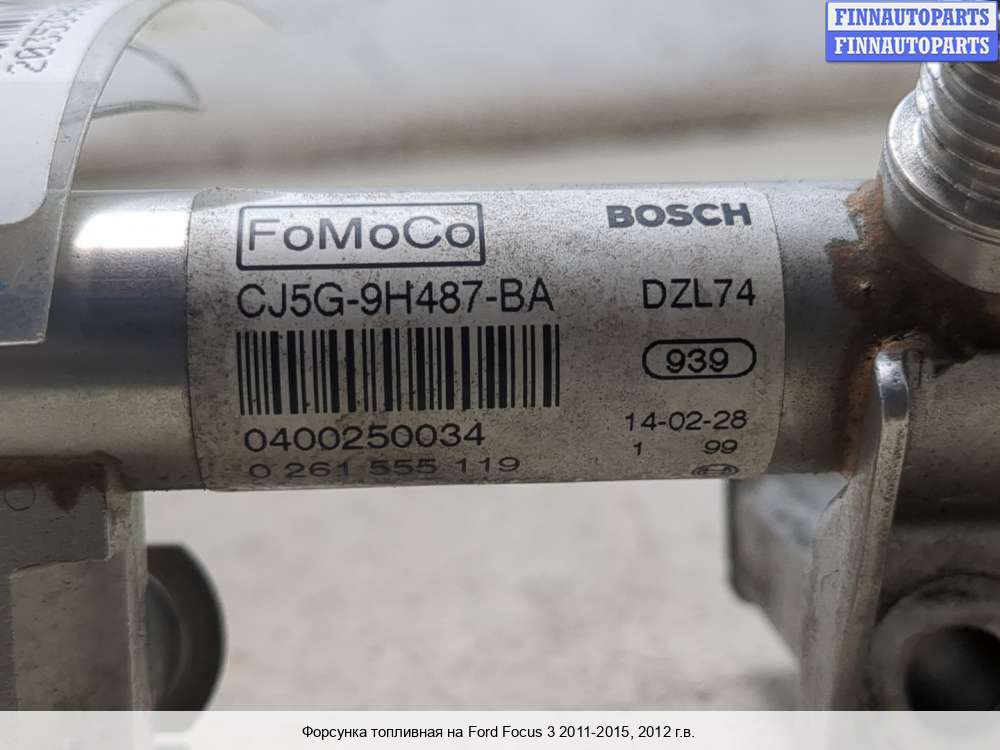 FINNAUTOPARTS
FINNAUTOPARTS
FoMoCo
BOSCH
CJ5G-9H487-BA
DZL74
939
0400250034
14-02-28
0 261 555 119
1 99
Форсунка топливная на Ford Focus 3 2011-2015, 2012 г.в.